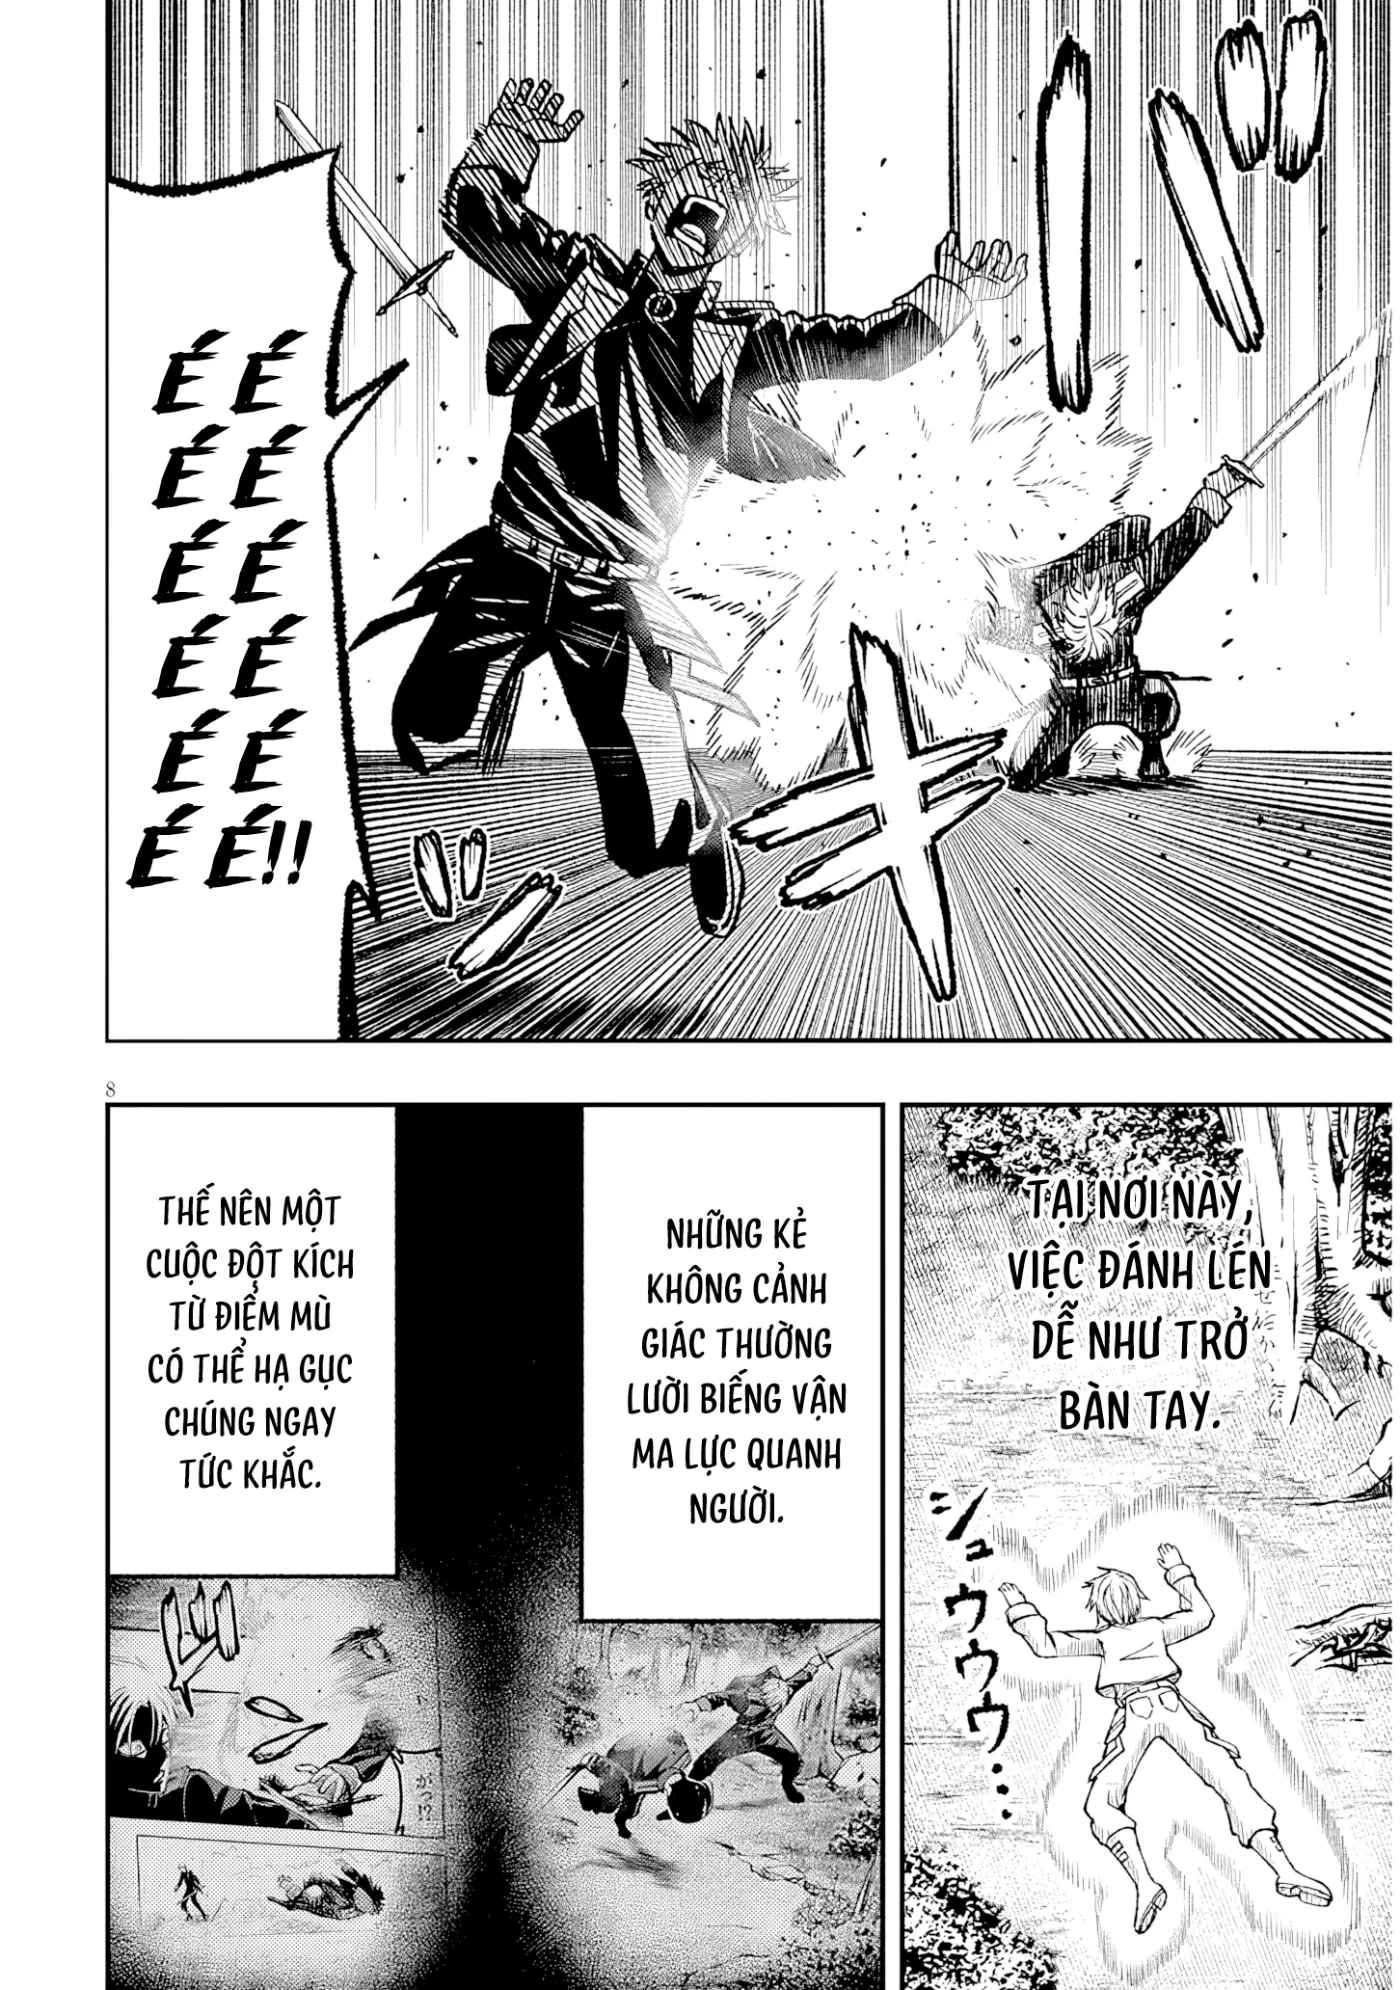 É É
É É
É É
É É
É É
É É!!
8
TẠI NƠI NÀY,
VIỆC ĐÁNH LÉN
DỄ NHƯ TRỞ
BÀN TAY.
シュウウウ…
NHỮNG KẺ
KHÔNG CẢNH
GIÁC THƯỜNG
LƯỜI BIẾNG VẬN
MA LỰC QUANH
NGƯỜI.
THẾ NÊN MỘT
CUỘC ĐỘT KÍCH
TỪ ĐIỂM MÙ
CÓ THỂ HẠ GỤC
CHÚNG NGAY
TỨC KHẮC.
がっ!?